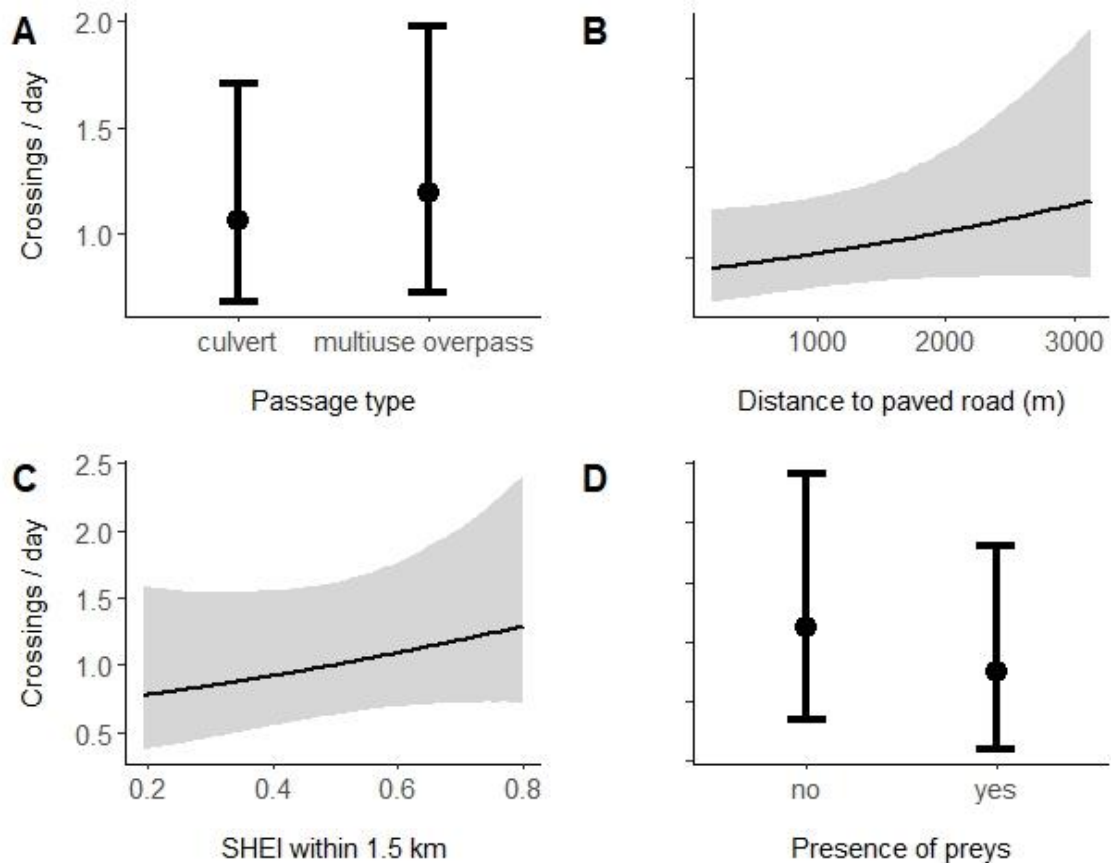 A
Crossings / day
2.0
1.5
1.0
culvert multiuse overpass
Passage type
B
1000 2000 3000
Distance to paved road (m)
C
Crossings / day
2.5
2.0
1.5
1.0
0.5
0.2 0.4 0.6 0.8
SHEI within 1.5 km
D
no yes
Presence of preys